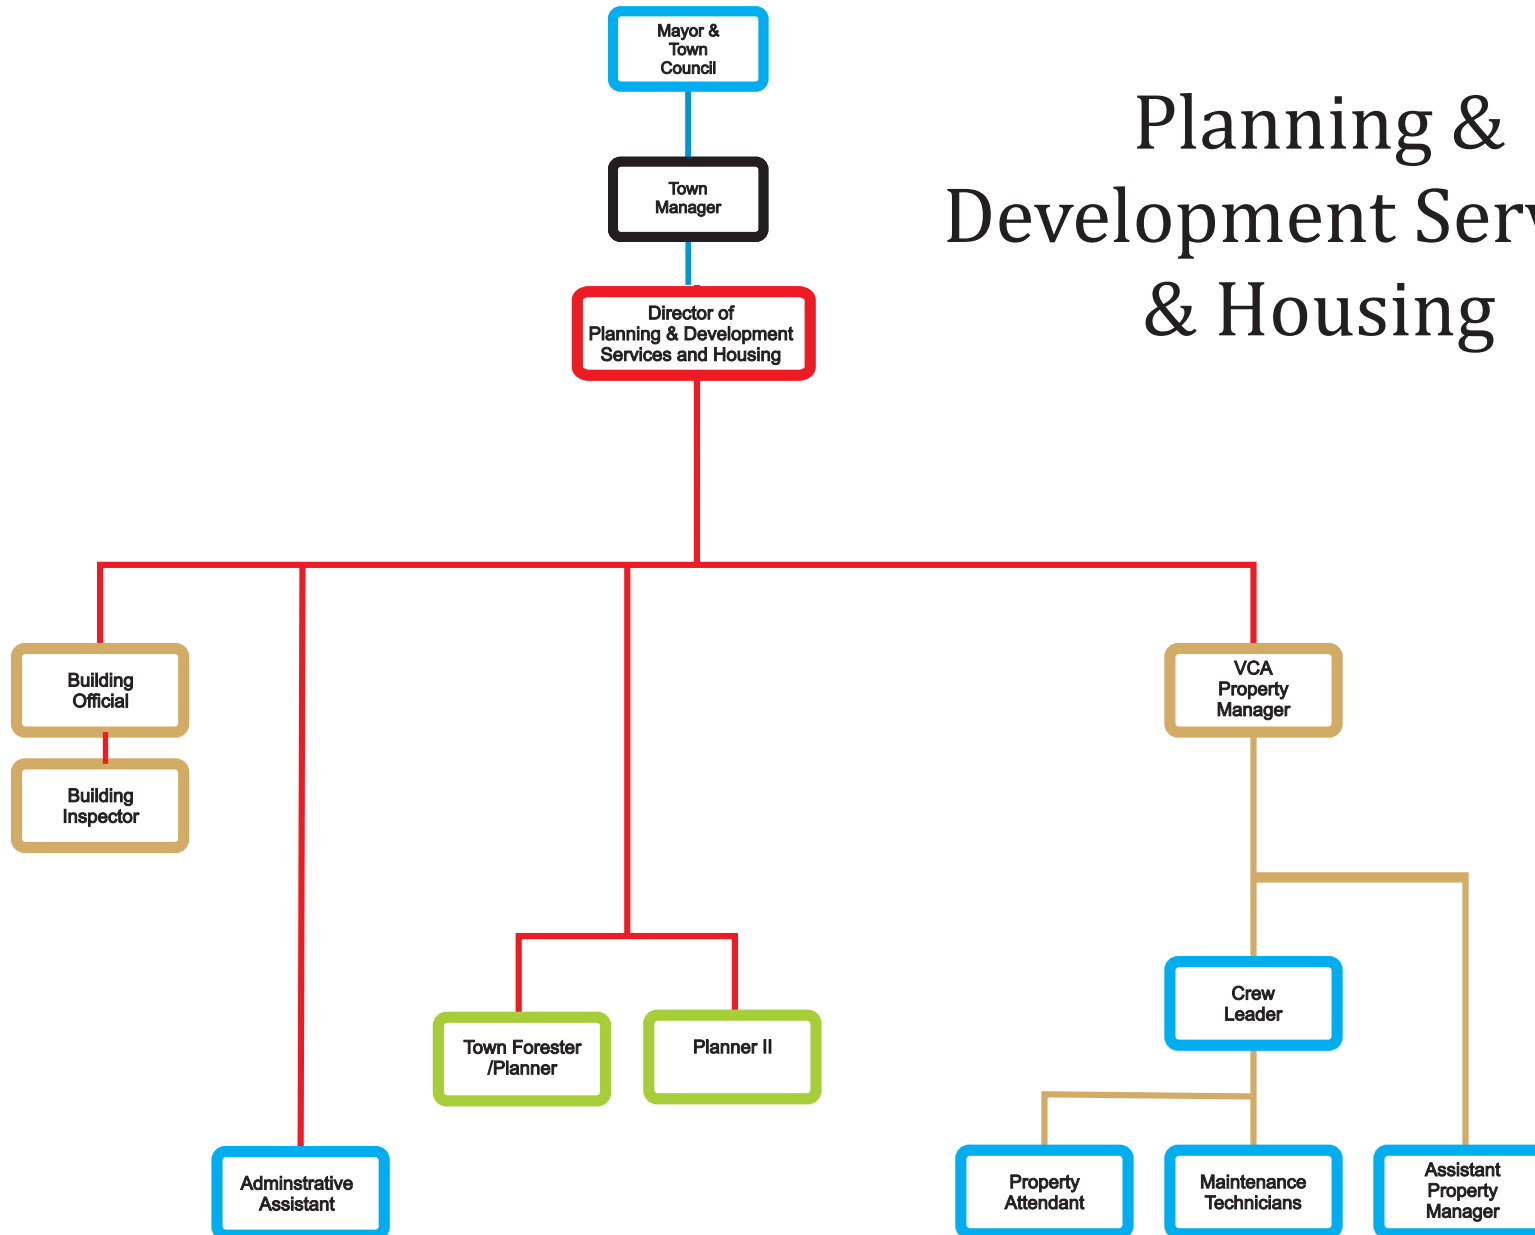 Mayor &
Town
Council
Planning &
Development Serv
& Housing
Town
Manager
Director of
Planning & Development
Services and Housing
Building
Official
VCA
Property
Manager
Building
Inspector
Crew
Leader
Town Forester
/Planner
Planner II
Adminstrative
Assistant
Property
Attendant
Maintenance
Technicians
Assistant
Property
Manager